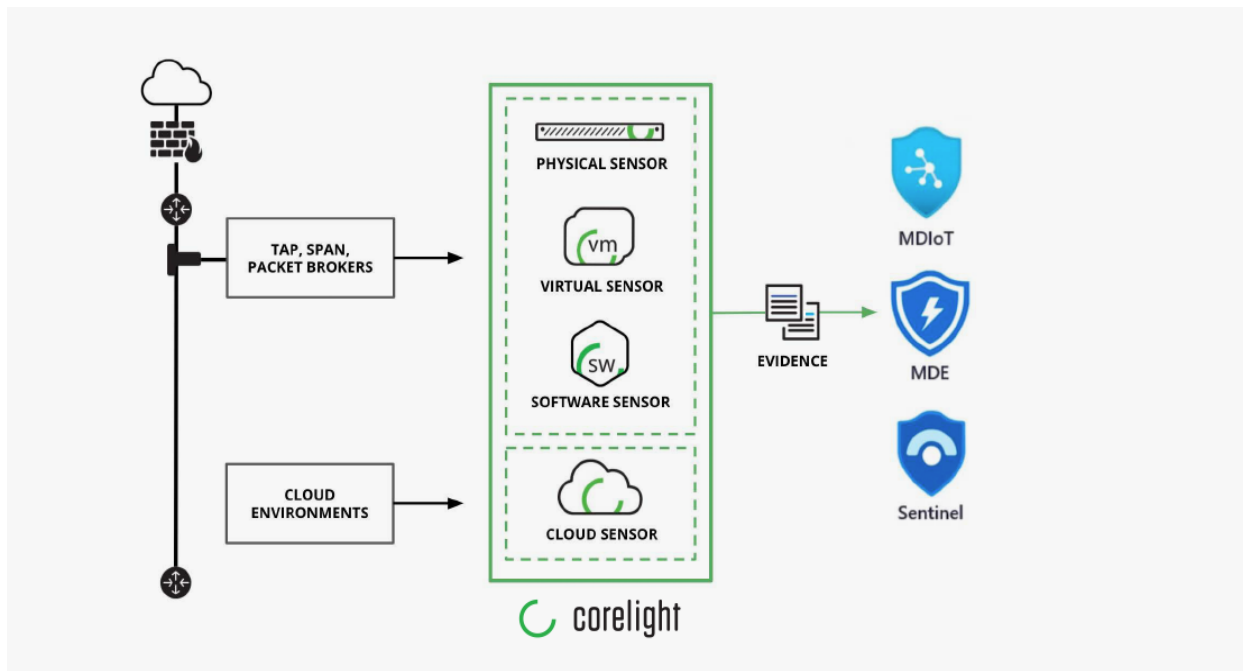 TAP, SPAN,
PACKET BROKERS
CLOUD
ENVIRONMENTS
PHYSICAL SENSOR
vm
VIRTUAL SENSOR
SW
SOFTWARE SENSOR
CLOUD SENSOR
corelight
EVIDENCE
MDIoT
MDE
Sentinel